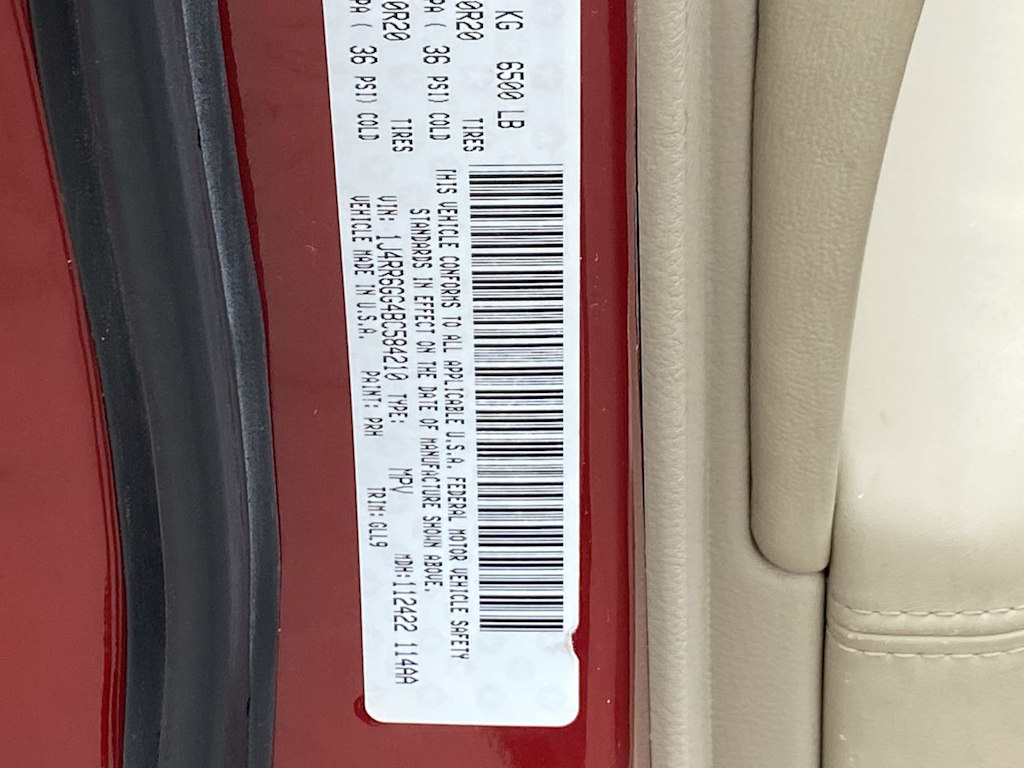 KG 6500 LB
0R20 TIRES
PA ( 36 PSI) COLD
0R20 TIRES
PA ( 36 PSI) COLD
THIS VEHICLE CONFORMS TO ALL APPLICABLE U.S.A. FEDERAL MOTOR VEHICLE SAFETY
STANDARDS IN EFFECT ON THE DATE OF MANUFACTURE SHOWN ABOVE.
VIN: 1J4RR6GG4BC584210 TYPE: MPV MDH: 112422 114AA
VEHICLE MADE IN U.S.A. PAINT: PRH TRIM: GLL9